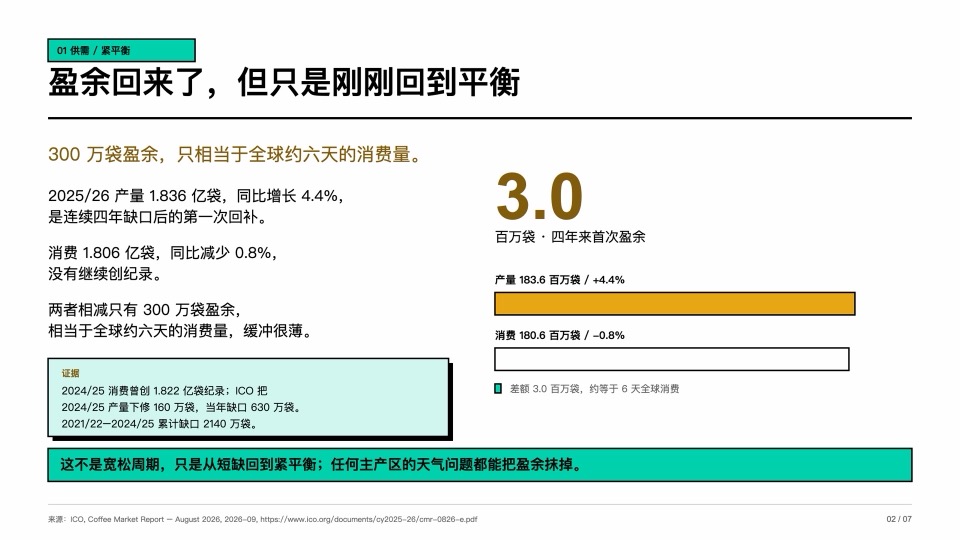 01 供需 / 紧平衡
盈余回来了，但只是刚刚回到平衡
300 万袋盈余，只相当于全球约六天的消费量。
2025/26 产量 1.836 亿袋，同比增长 4.4%，
是连续四年缺口后的第一次回补。
消费 1.806 亿袋，同比减少 0.8%，
没有继续创纪录。
两者相减只有 300 万袋盈余，
相当于全球约六天的消费量，缓冲很薄。
证据
2024/25 消费曾创 1.822 亿袋纪录；ICO 把
2024/25 产量下修 160 万袋，当年缺口 630 万袋。
2021/22—2024/25 累计缺口 2140 万袋。
3.0
百万袋 · 四年来首次盈余
产量 183.6 百万袋 / +4.4%
消费 180.6 百万袋 / −0.8%
差额 3.0 百万袋，约等于 6 天全球消费
这不是宽松周期，只是从短缺回到紧平衡；任何主产区的天气问题都能把盈余抹掉。
来源：ICO, Coffee Market Report — August 2026, 2026-09, https://www.ico.org/documents/cy2025-26/cmr-0826-e.pdf
02 / 07